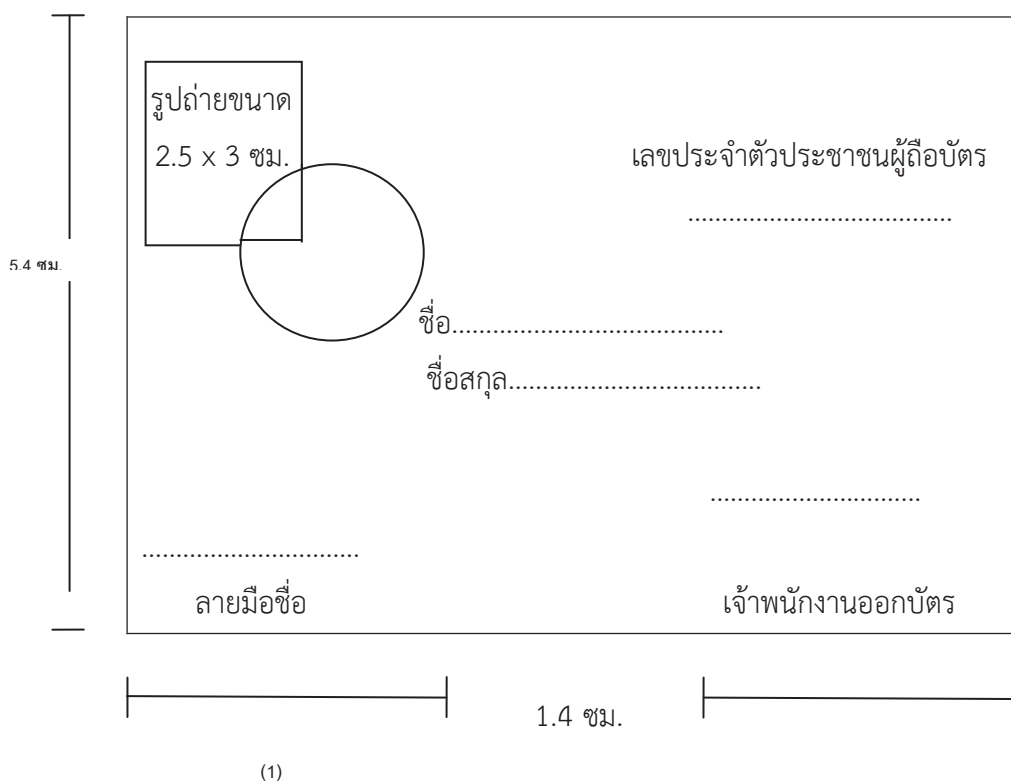 รูปถ่ายขนาด
2.5 x 3 ซม.
เลขประจำตัวประชาชนผู้ถือบัตร
.......................................
5.4 ซม.
ชื่อ........................................
ชื่อสกุล.....................................
...............................
................................
ลายมือชื่อ
เจ้าพนักงานออกบัตร
1.4 ซม.
(1)